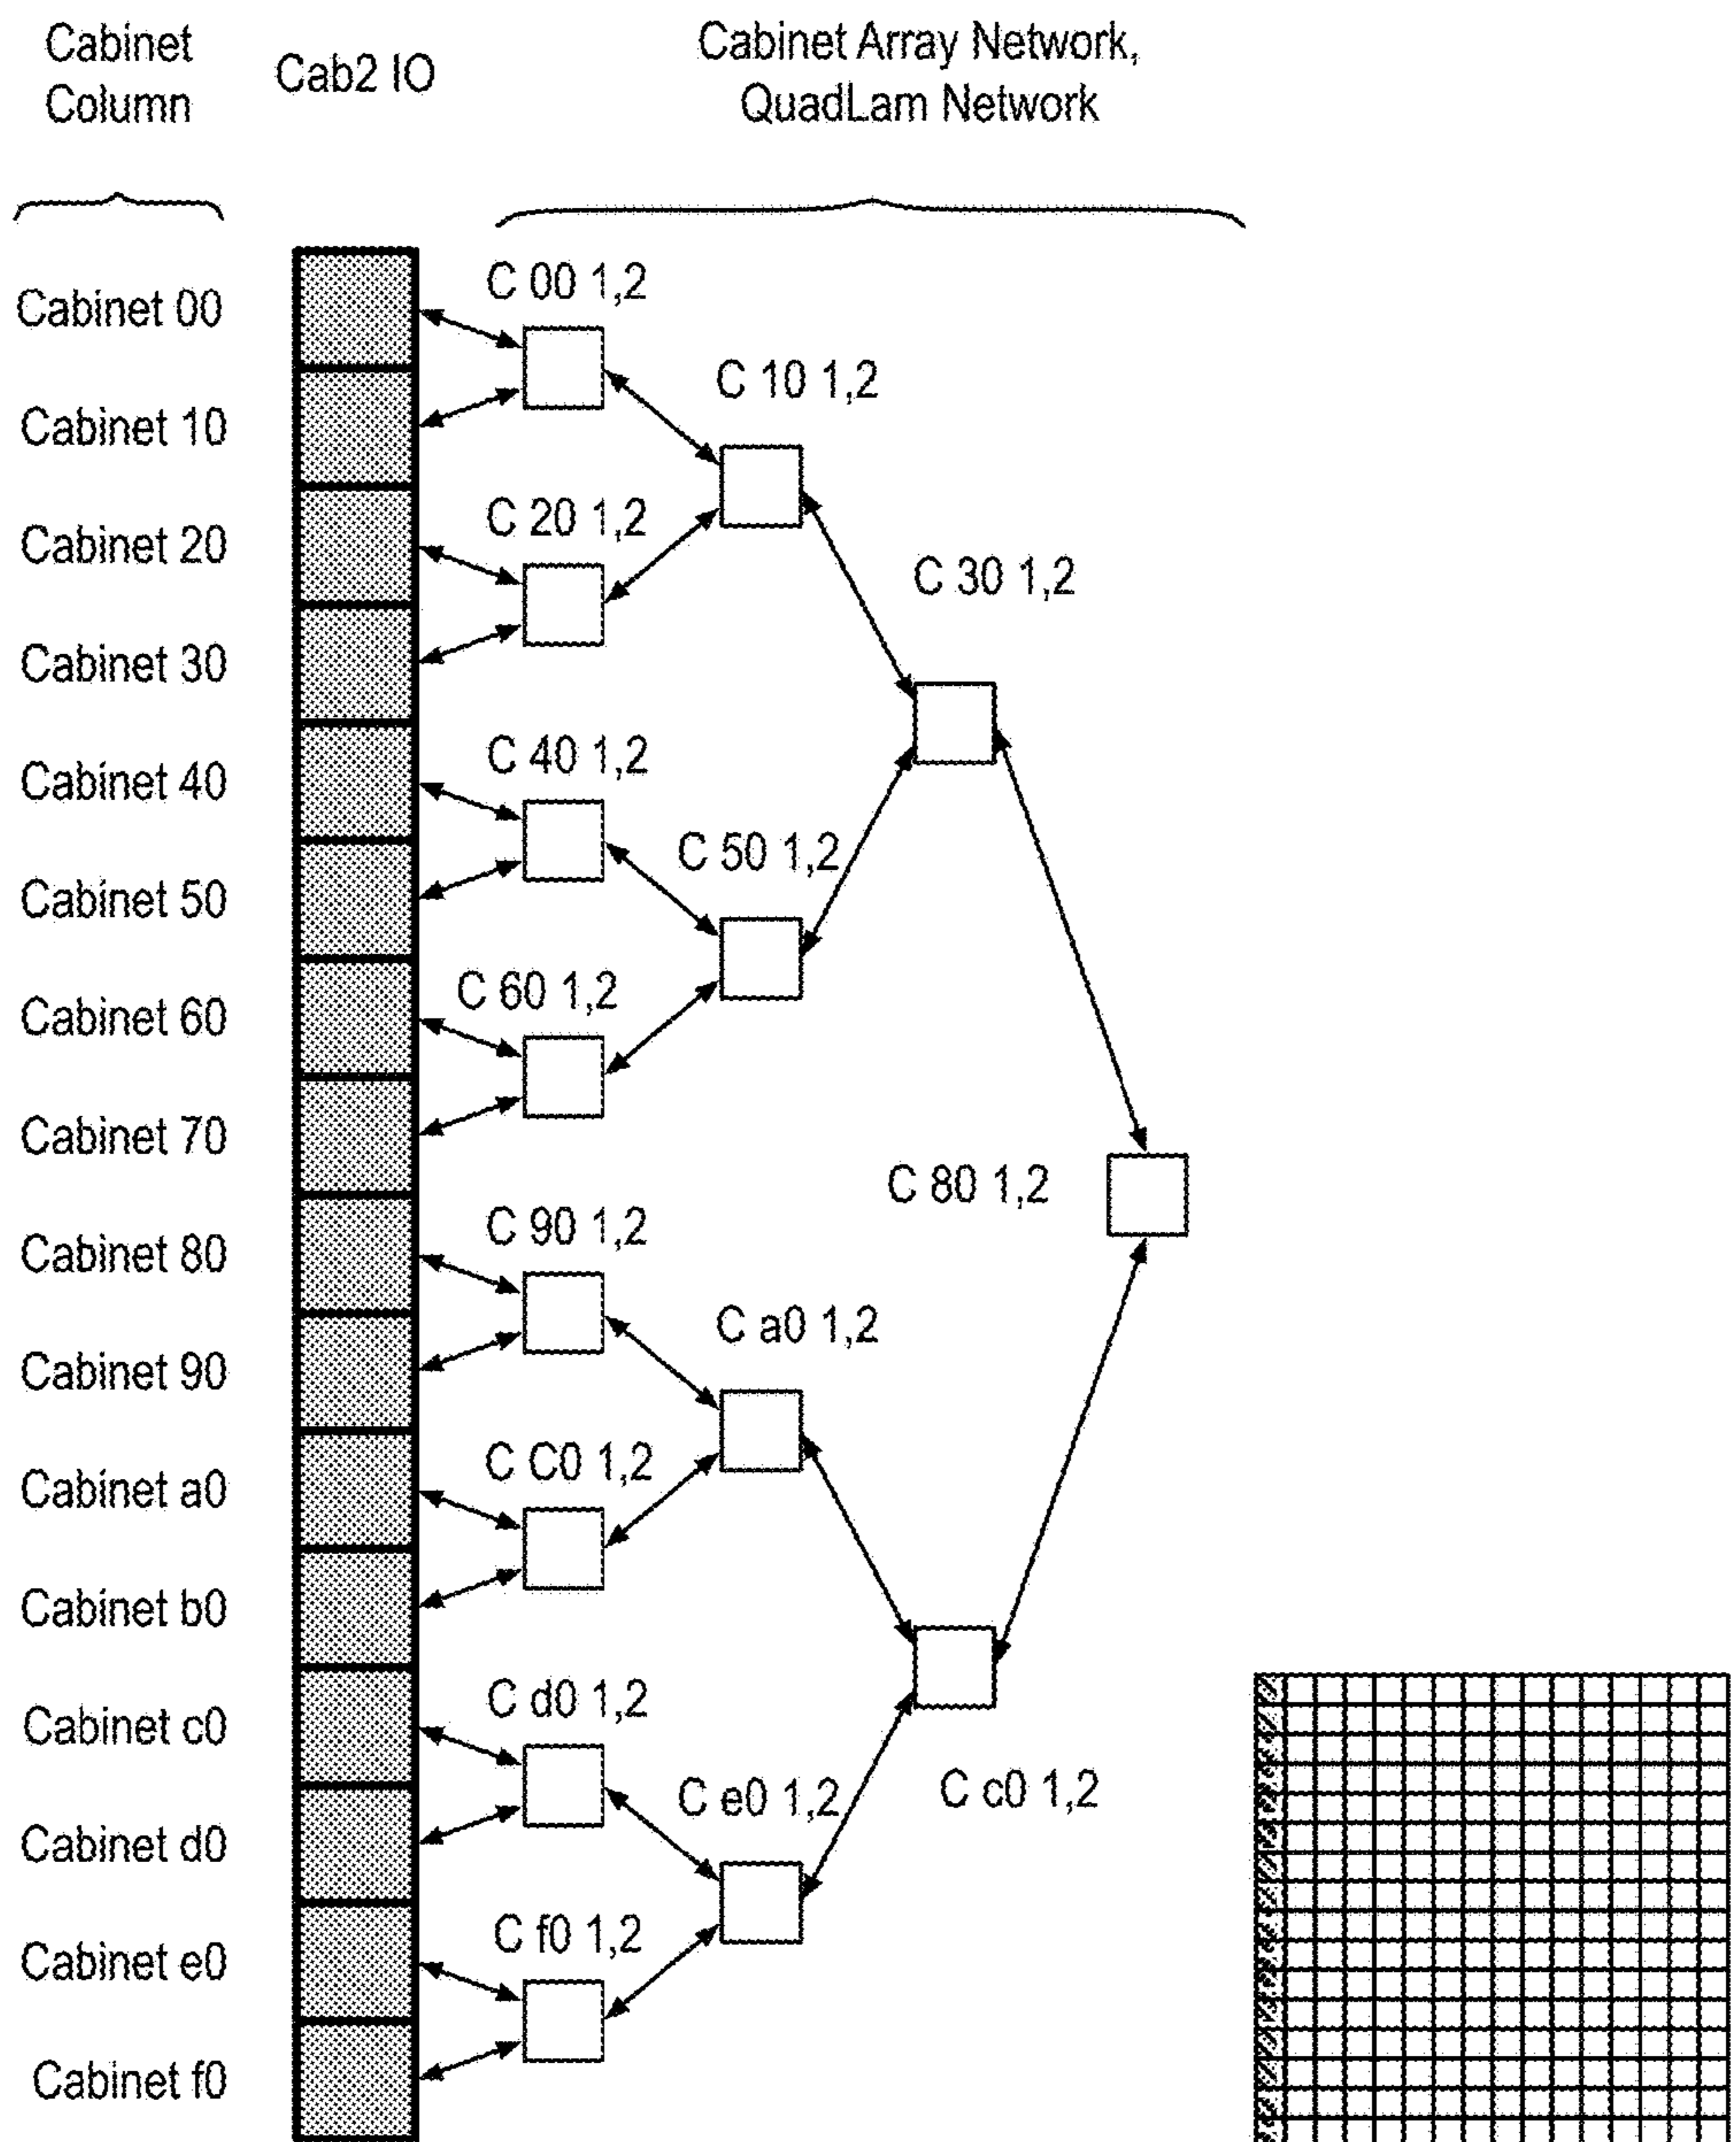 Cabinet
Column
Cab2 IO
Cabinet Array Network,
QuadLam Network
Cabinet 00
Cabinet 10
Cabinet 20
Cabinet 30
Cabinet 40
Cabinet 50
Cabinet 60
Cabinet 70
Cabinet 80
Cabinet 90
Cabinet a0
Cabinet b0
Cabinet c0
Cabinet d0
Cabinet e0
Cabinet f0
C 00 1,2
C 10 1,2
C 20 1,2
C 30 1,2
C 40 1,2
C 50 1,2
C 60 1,2
C 80 1,2
C 90 1,2
C a0 1,2
C C0 1,2
C d0 1,2
C e0 1,2
C c0 1,2
C f0 1,2